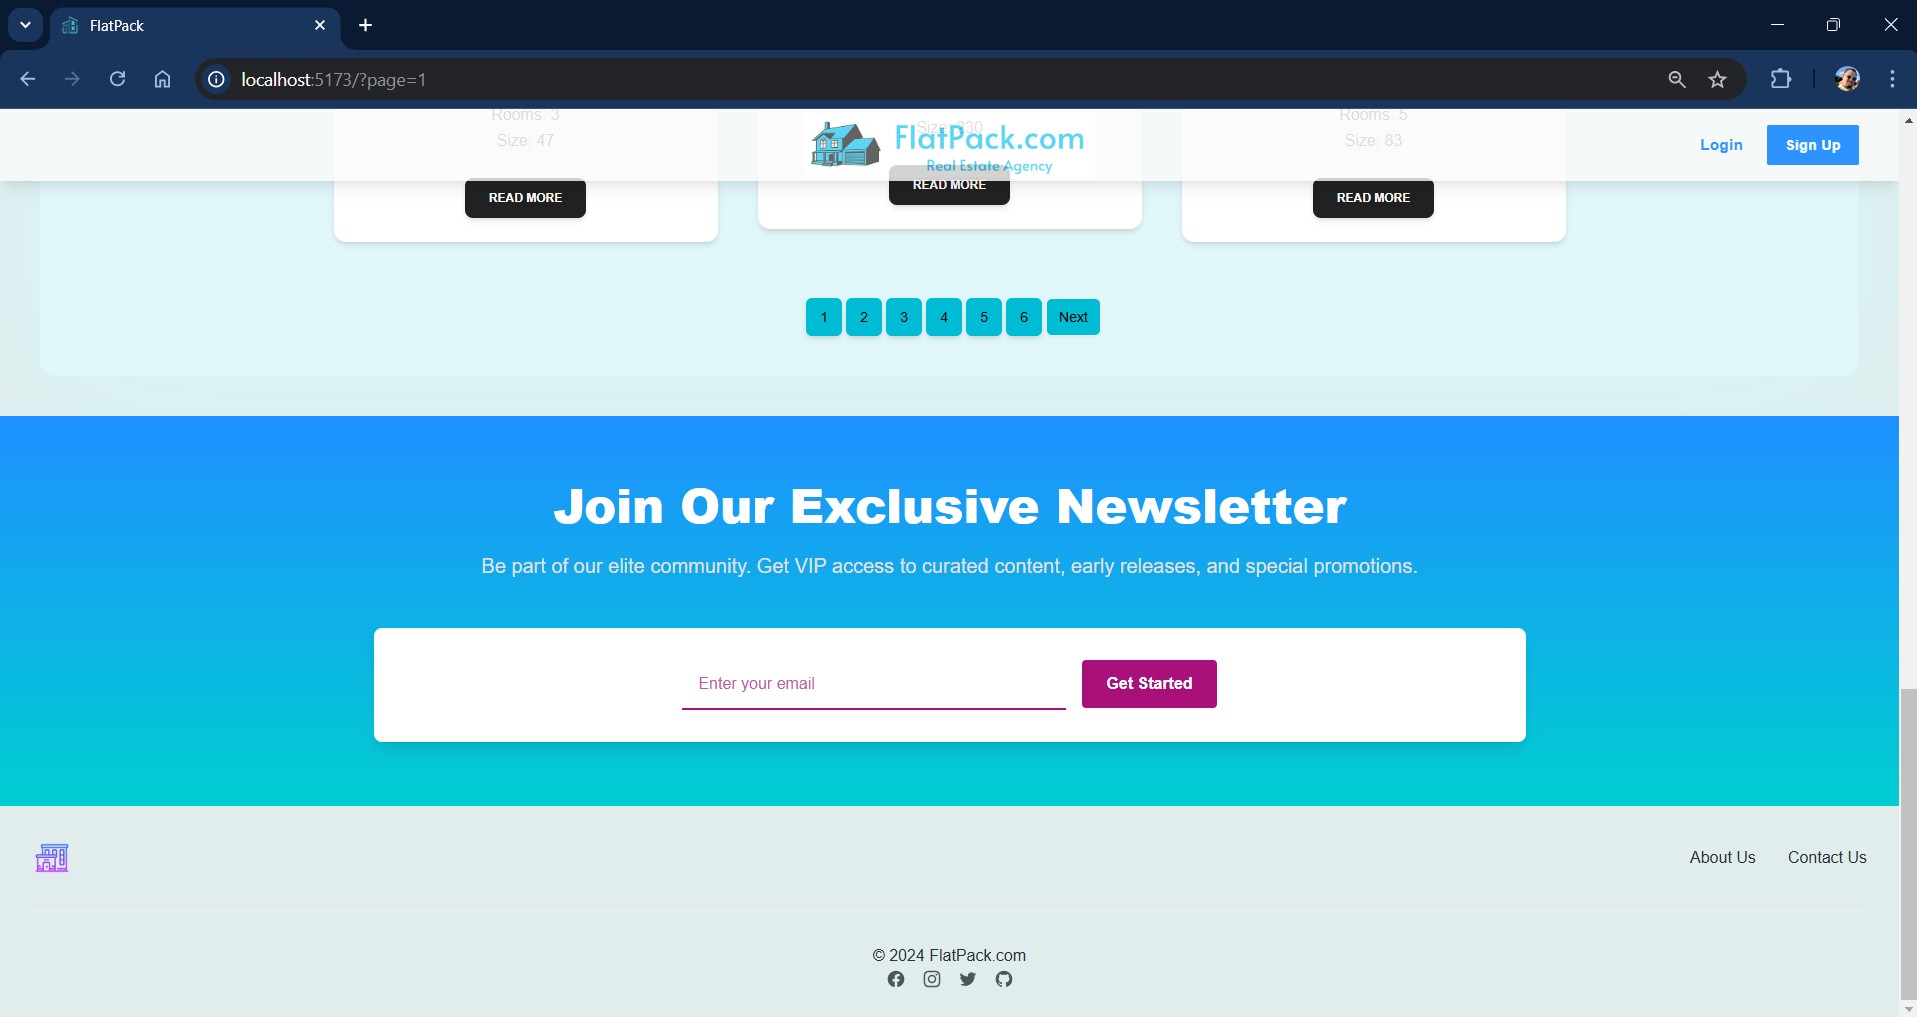 FlatPack
localhost:5173/?page=1
Rooms: 3
Size: 47
READ MORE
Size: 230
READ MORE
Rooms: 5
Size: 83
READ MORE
FlatPack.com
Real Estate Agency
Login
Sign Up
1 2 3 4 5 6 Next
Join Our Exclusive Newsletter
Be part of our elite community. Get VIP access to curated content, early releases, and special promotions.
Enter your email
Get Started
About Us
Contact Us
© 2024 FlatPack.com